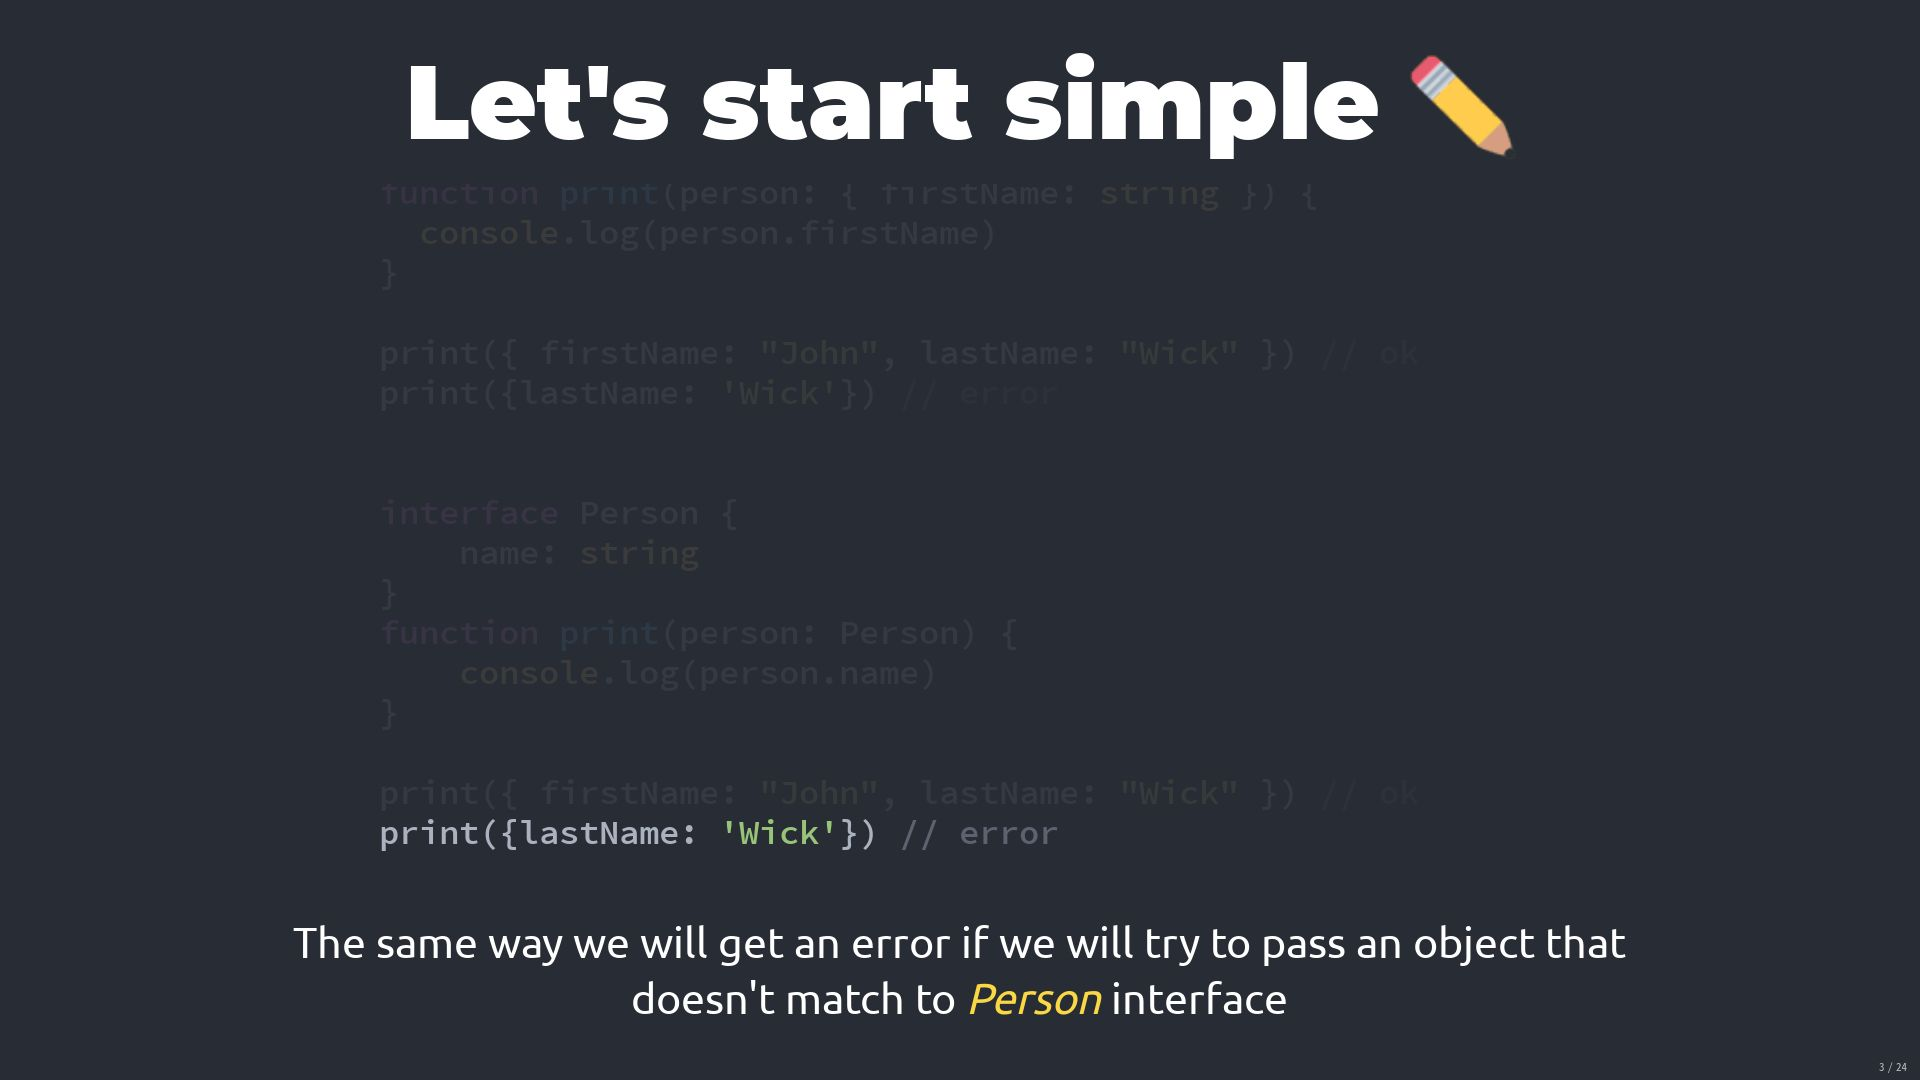 Let's start simple
function print(person: { firstName: string }) {
  console.log(person.firstName)
}
print({ firstName: "John", lastName: "Wick" }) // ok
print({lastName: 'Wick'}) // error
interface Person {
    name: string
}
function print(person: Person) {
    console.log(person.name)
}
print({ firstName: "John", lastName: "Wick" }) // ok
print({lastName: 'Wick'}) // error
The same way we will get an error if we will try to pass an object that
doesn't match to Person interface
3 / 24